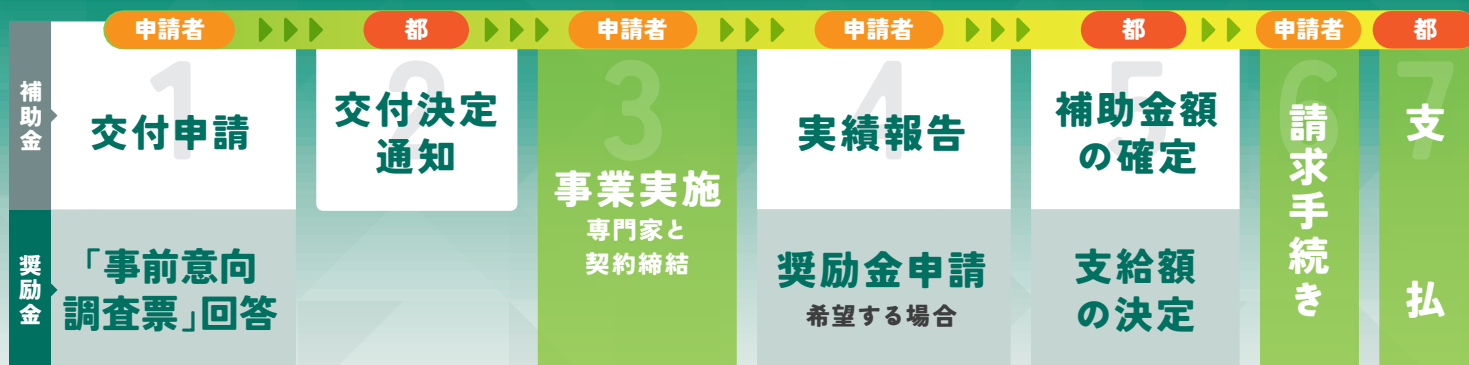 申請者
都
申請者
申請者
都
申請者
都
補助金
1
交付申請
2
交付決定
通知
3
事業実施
専門家と
契約締結
4
実績報告
5
補助金額
の確定
6
請求手続き
7
支払
奨励金
「事前意向
調査票」回答
奨励金申請
希望する場合
支給額
の決定